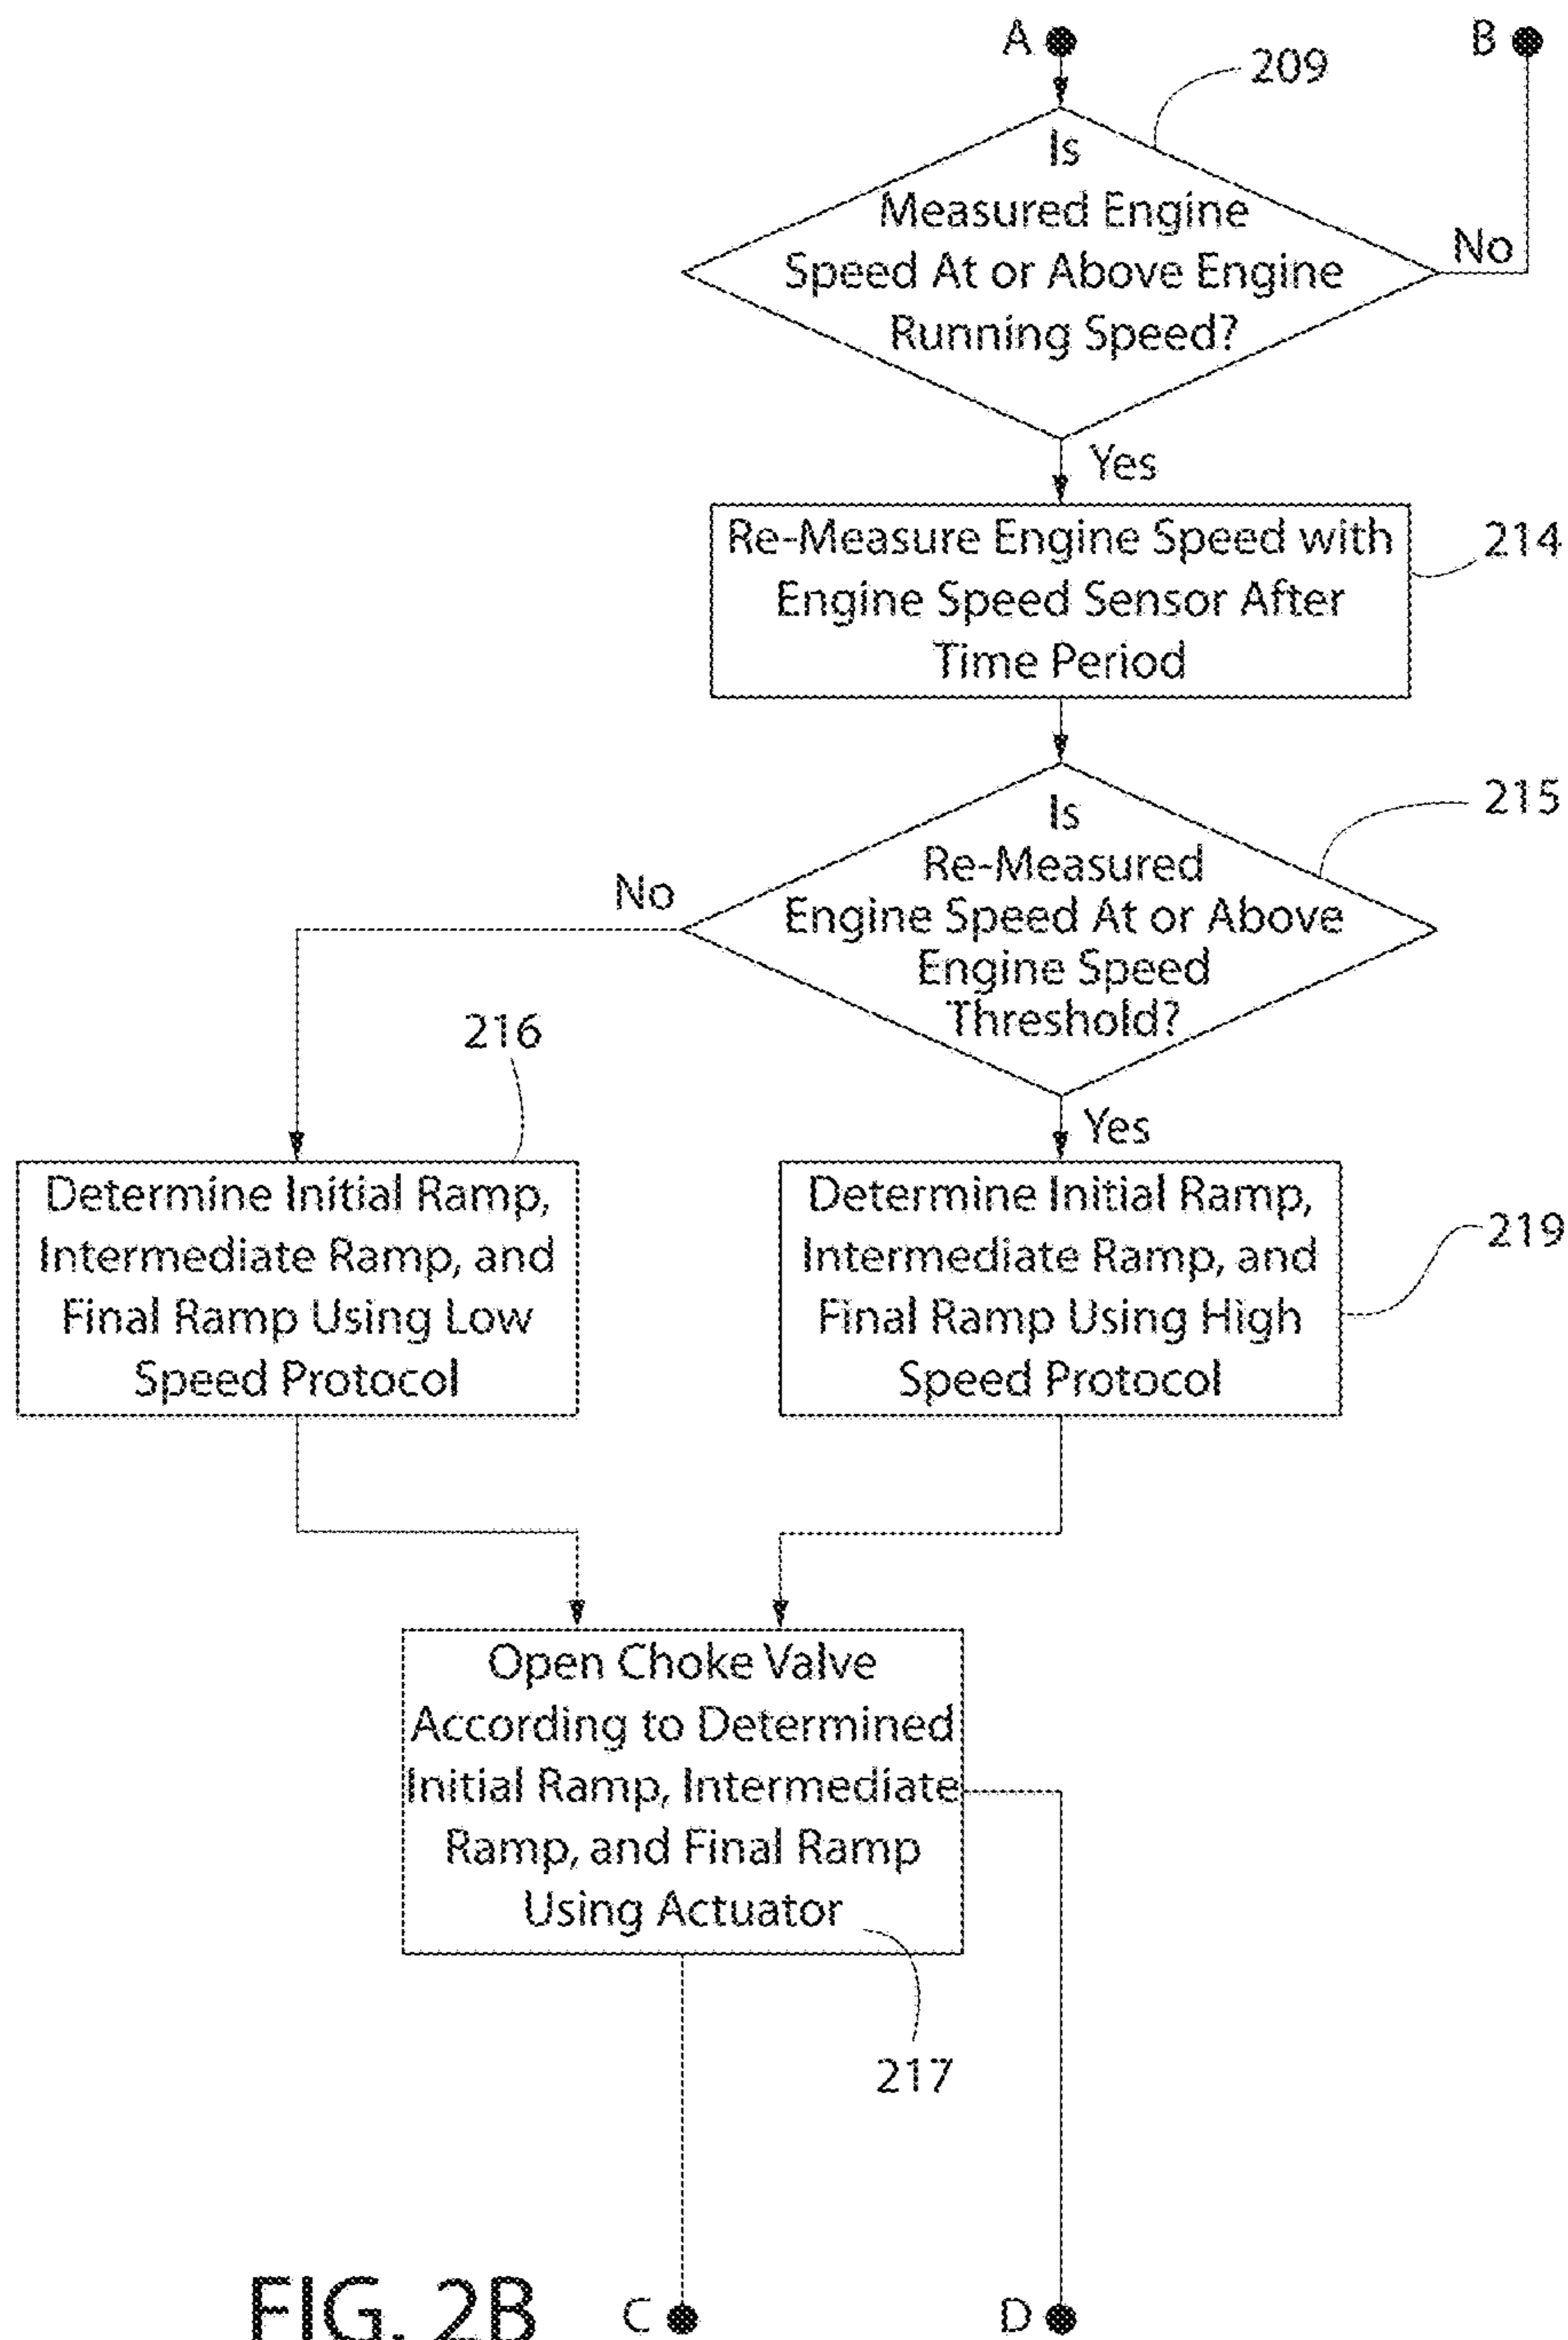 A
B
209
Is
Measured Engine
Speed At or Above Engine
Running Speed?
No
Yes
Re-Measure Engine Speed with
Engine Speed Sensor After
Time Period
214
215
Is
Re-Measured
Engine Speed At or Above
Engine Speed
Threshold?
No
216
Yes
Determine Initial Ramp,
Intermediate Ramp, and
Final Ramp Using Low
Speed Protocol
Determine Initial Ramp,
Intermediate Ramp, and
Final Ramp Using High
Speed Protocol
219
Open Choke Valve
According to Determined
Initial Ramp, Intermediate
Ramp, and Final Ramp
Using Actuator
217
FIG. 2B
C
D